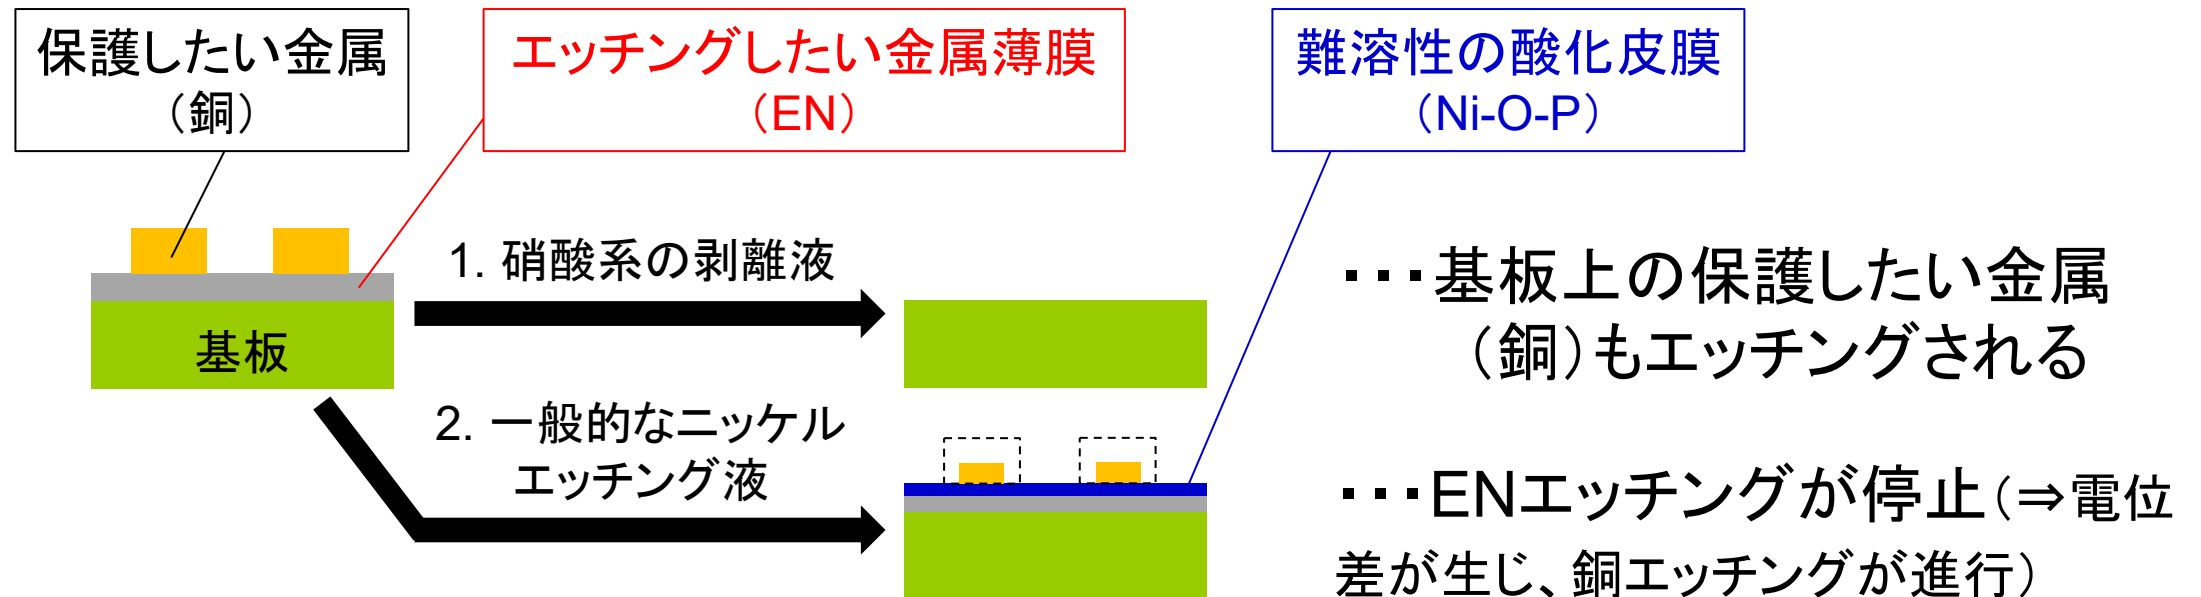 保護したい金属
（銅）
エッチングしたい金属薄膜
（EN）
難溶性の酸化皮膜
（Ni-O-P）
1. 硝酸系の剥離液
基板
・・・基板上の保護したい金属
（銅）もエッチングされる
2. 一般的なニッケル
エッチング液
・・・ENエッチングが停止（⇒電位
差が生じ、銅エッチングが進行）